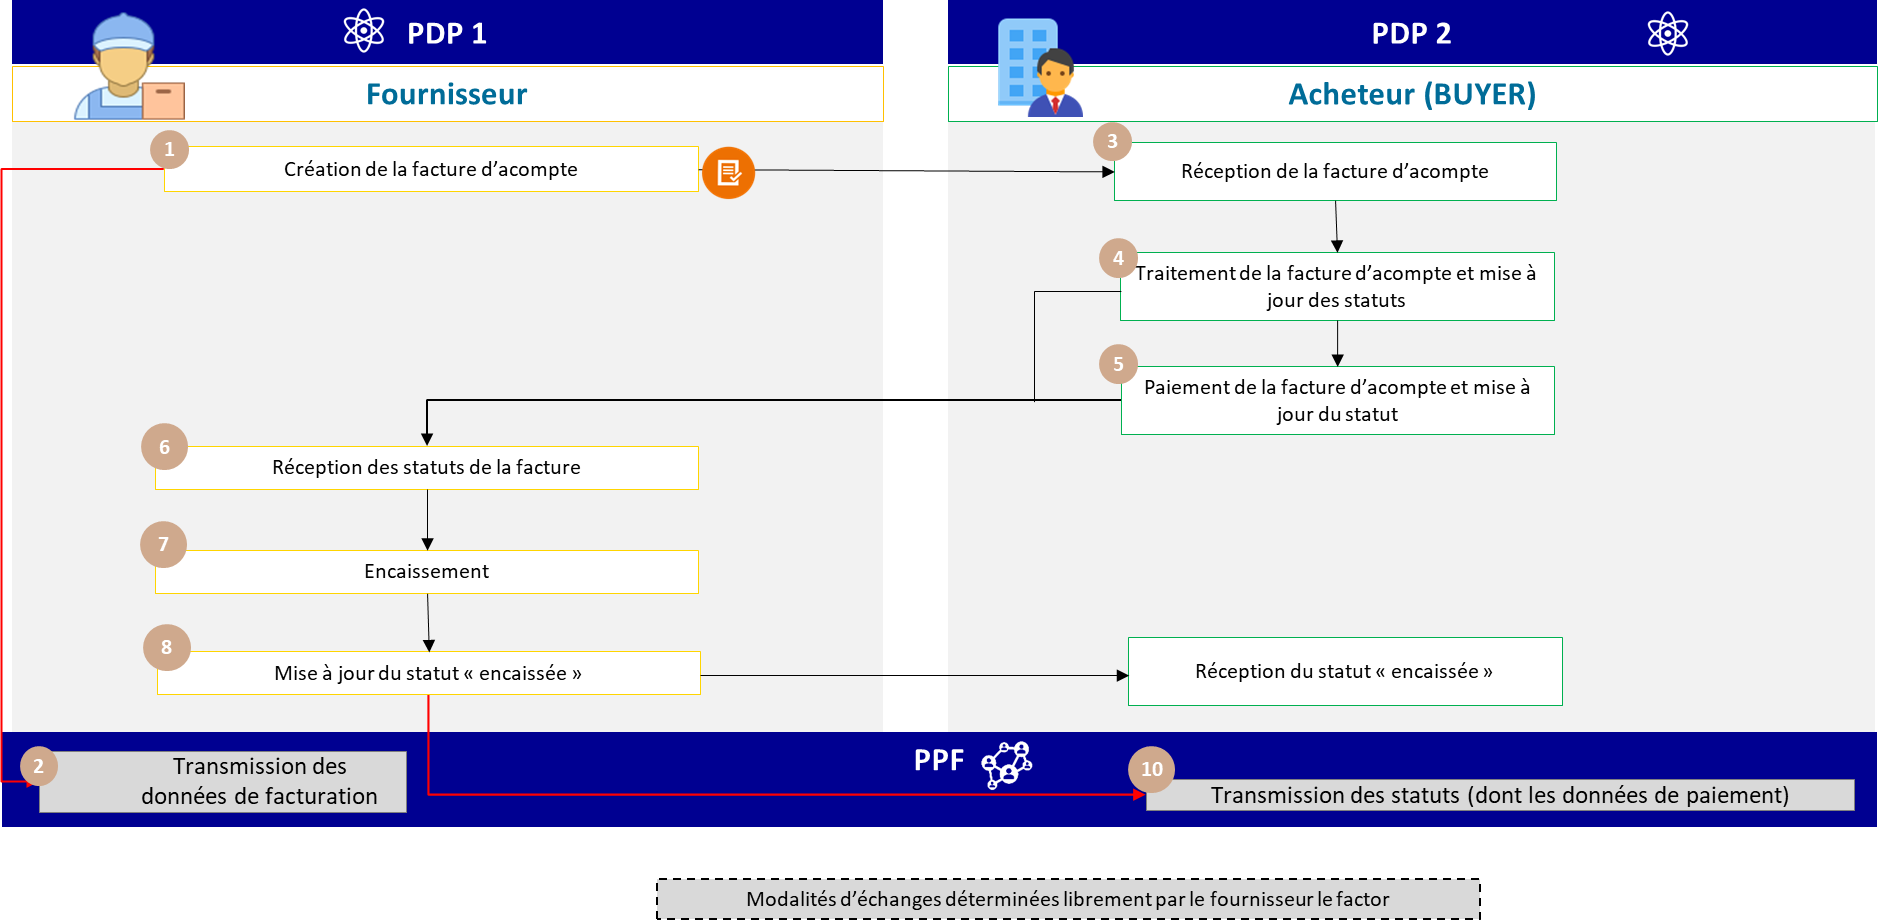 PDP 1
PDP 2
Fournisseur
Acheteur (BUYER)
1
Création de la facture d’acompte
3
Réception de la facture d’acompte
4
Traitement de la facture d’acompte et mise à
jour des statuts
5
Paiement de la facture d’acompte et mise à
jour du statut
6
Réception des statuts de la facture
7
Encaissement
8
Mise à jour du statut « encaissée »
Réception du statut « encaissée »
PPF
2
Transmission des
données de facturation
10
Transmission des statuts (dont les données de paiement)
Modalités d’échanges déterminées librement par le fournisseur le factor